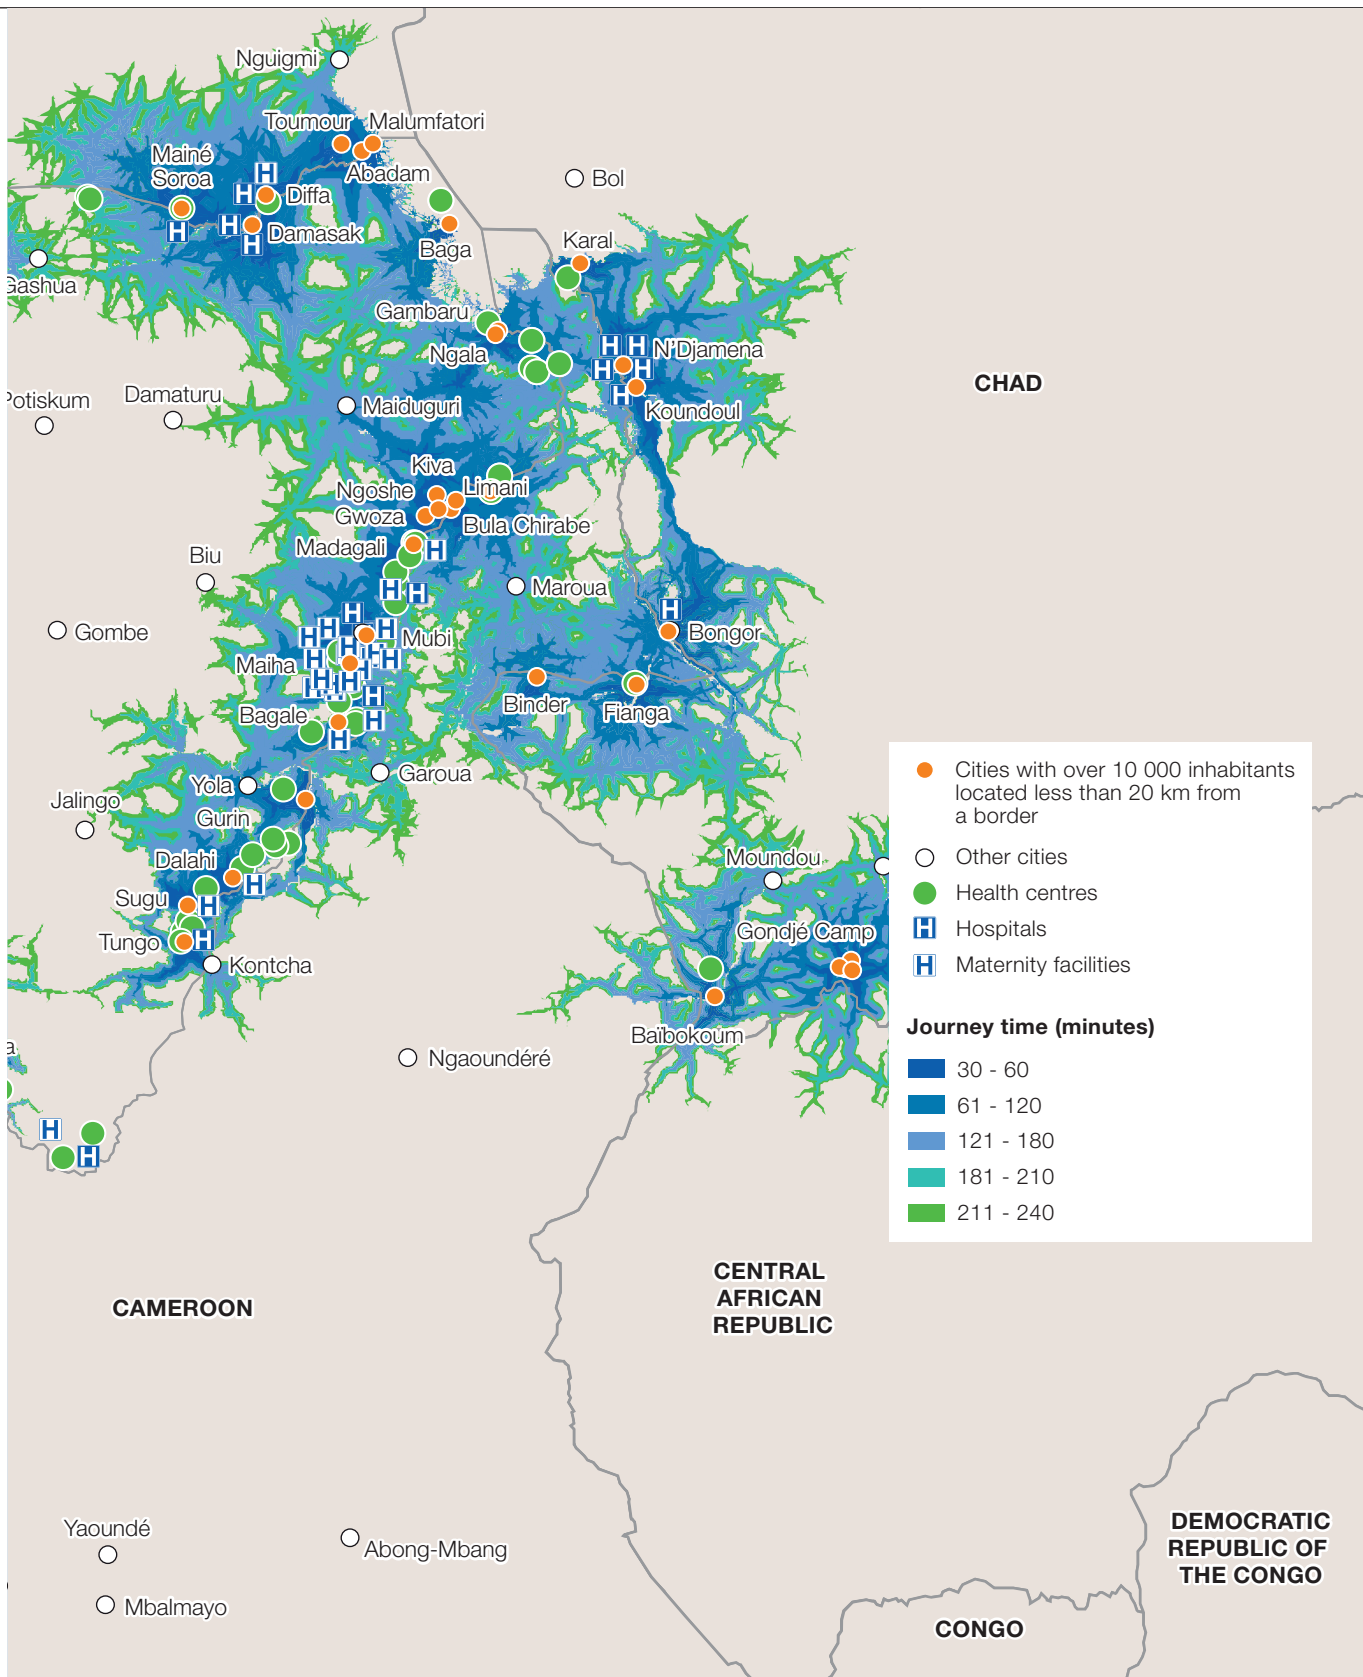 Nguigmi
Toumour
Malumfatori
Mainé
Soroa
Abadam
Bol
Diffa
Damasak
Baga
Karal
Gashua
Gambaru
Ngala
N'Djamena
CHAD
Potiskum
Damaturu
Maiduguri
Koundoul
Kiva
Ngoshe
Limani
Gwoza
Bula Chirabe
Madagali
Biu
Maroua
Gombe
Mubi
Bongor
Maiha
Binder
Fianga
Bagale
Garoua
Yola
Jalingo
Gurin
Dalahi
Moundou
Sugu
Gondjé Camp
Tungo
Kontcha
Baïbokoum
a
Ngaoundéré
Cities with over 10 000 inhabitants
located less than 20 km from
a border
Other cities
Health centres
H Hospitals
H Maternity facilities
Journey time (minutes)
30 - 60
61 - 120
121 - 180
181 - 210
211 - 240
CENTRAL
AFRICAN
REPUBLIC
CAMEROON
Yaoundé
Abong-Mbang
Mbalmayo
DEMOCRATIC
REPUBLIC OF
THE CONGO
CONGO